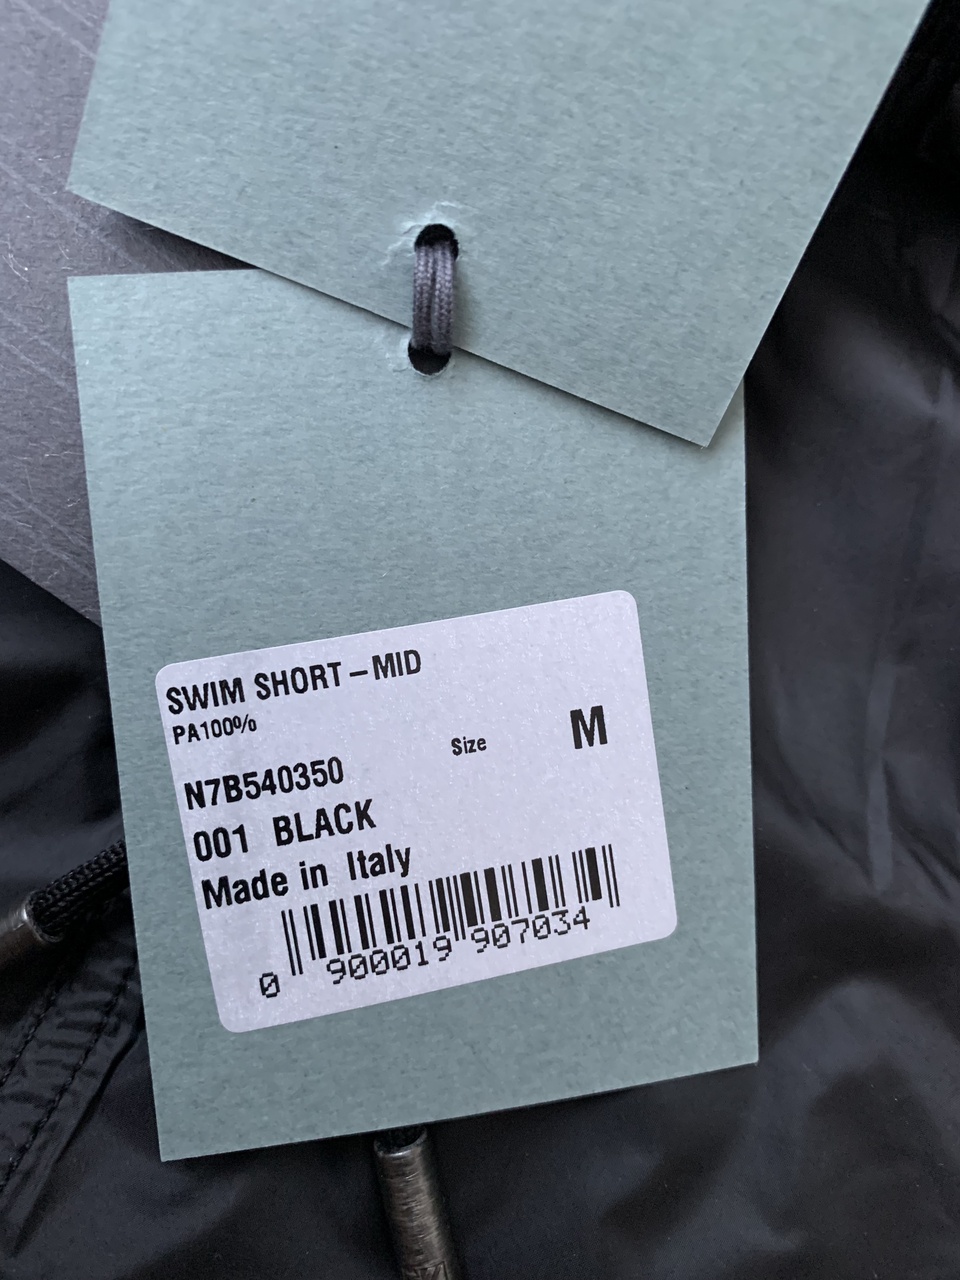 SWIM SHORT – MID
PA100%
Size M
N7B540350
001 BLACK
Made in Italy
0 900019 907034